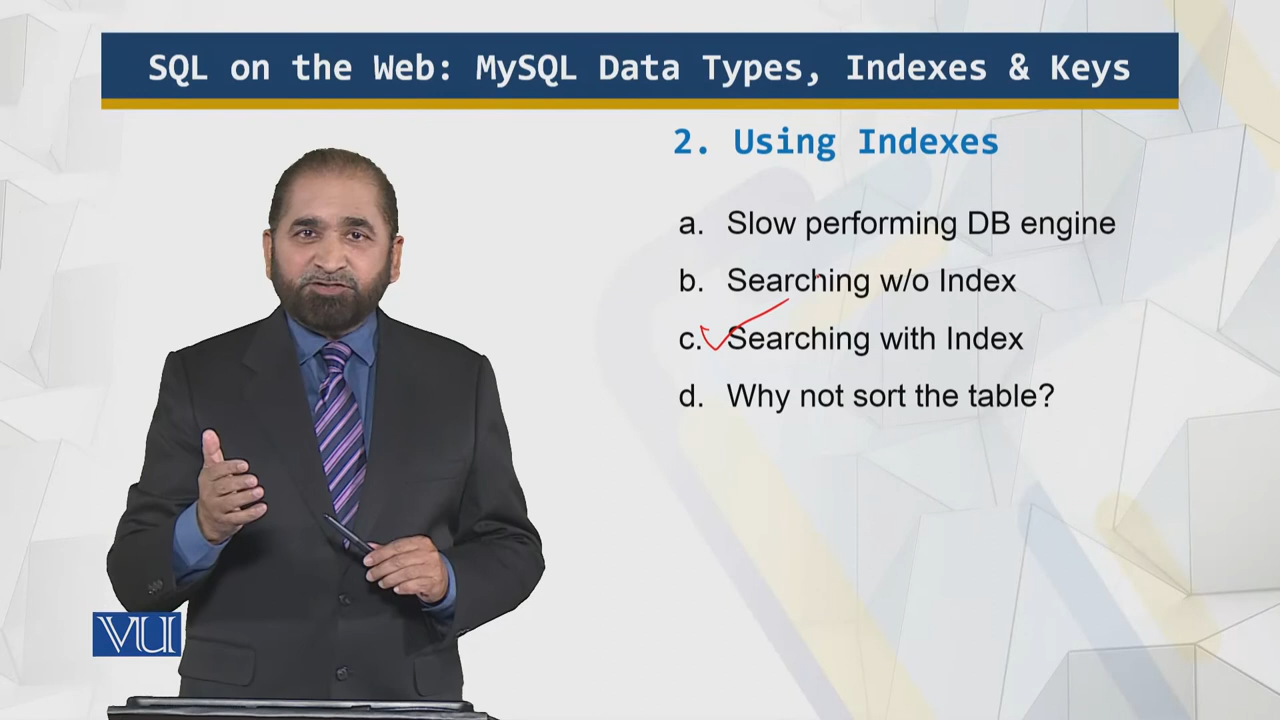 SQL on the Web: MySQL Data Types, Indexes & Keys
2. Using Indexes
a. Slow performing DB engine
b. Searching w/o Index
c. Searching with Index
d. Why not sort the table?
VU